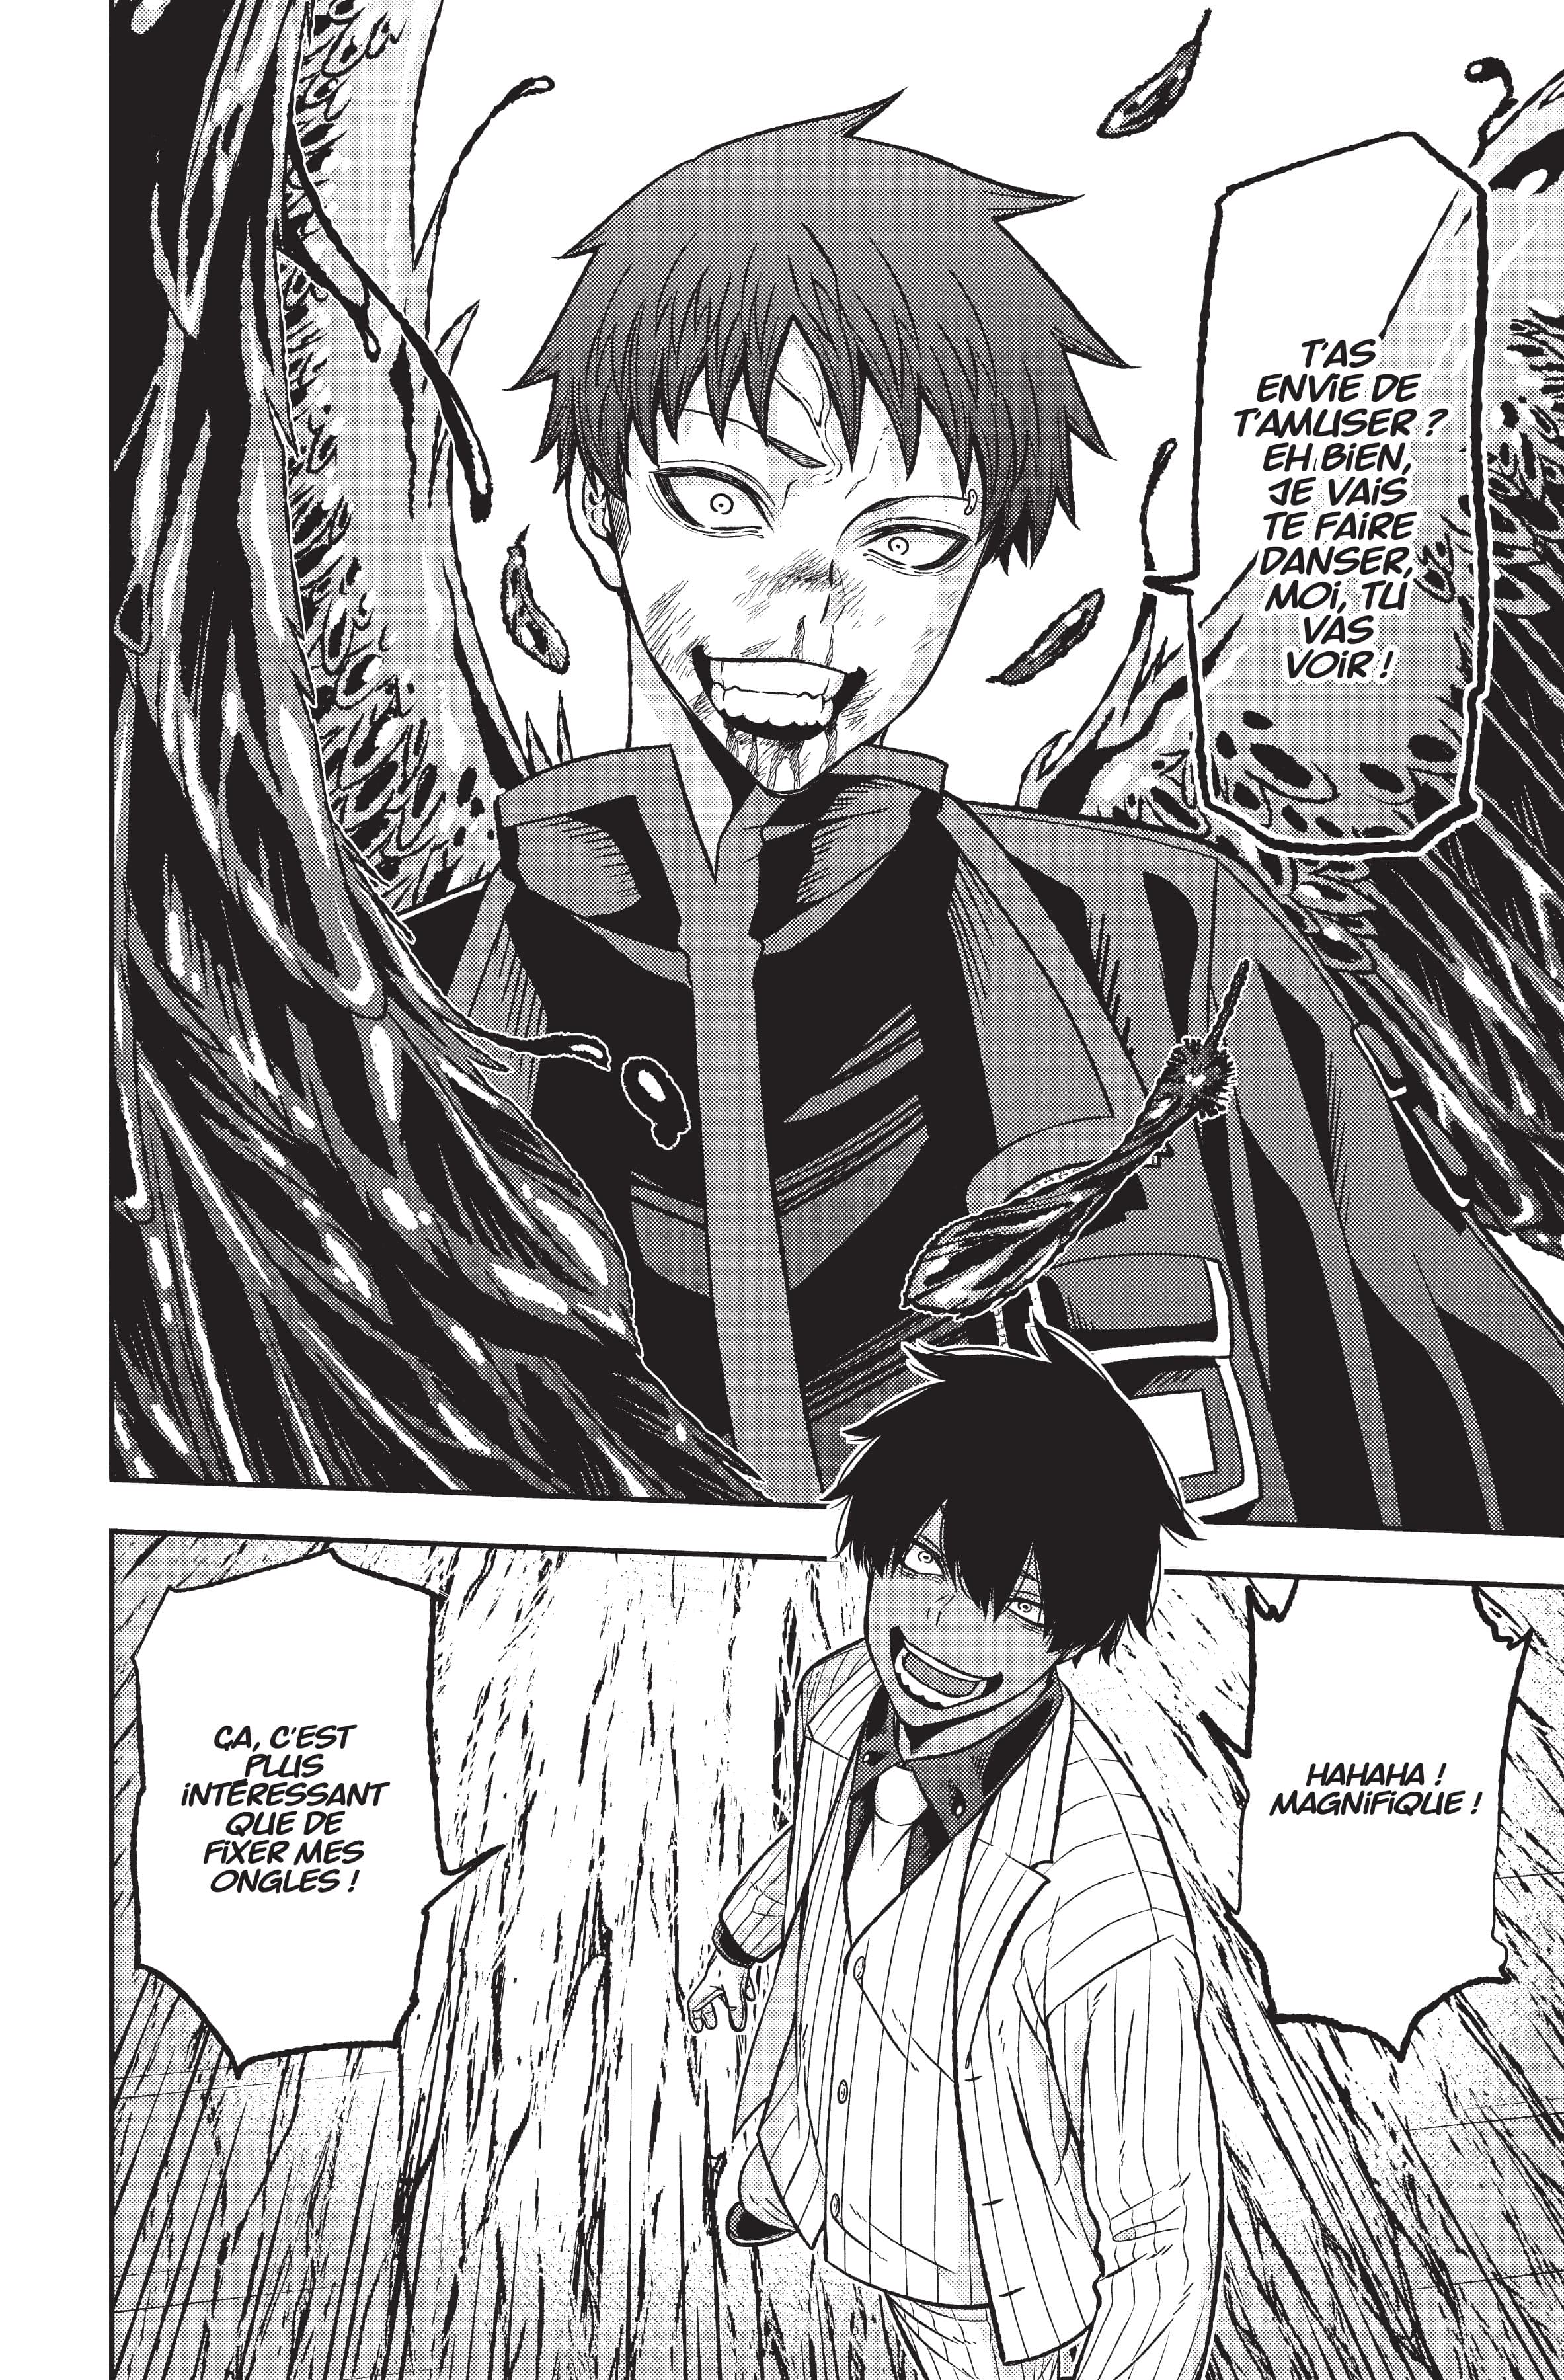 T'AS
ENVIE DE
T'AMUSER ?
EH BIEN,
JE VAIS
TE FAIRE
DANSER,
MOI, TU
VAS
VOIR !
HAHAHA !
MAGNIFIQUE !
ÇA, C'EST
PLUS
INTÉRESSANT
QUE DE
FIXER MES
ONGLES !